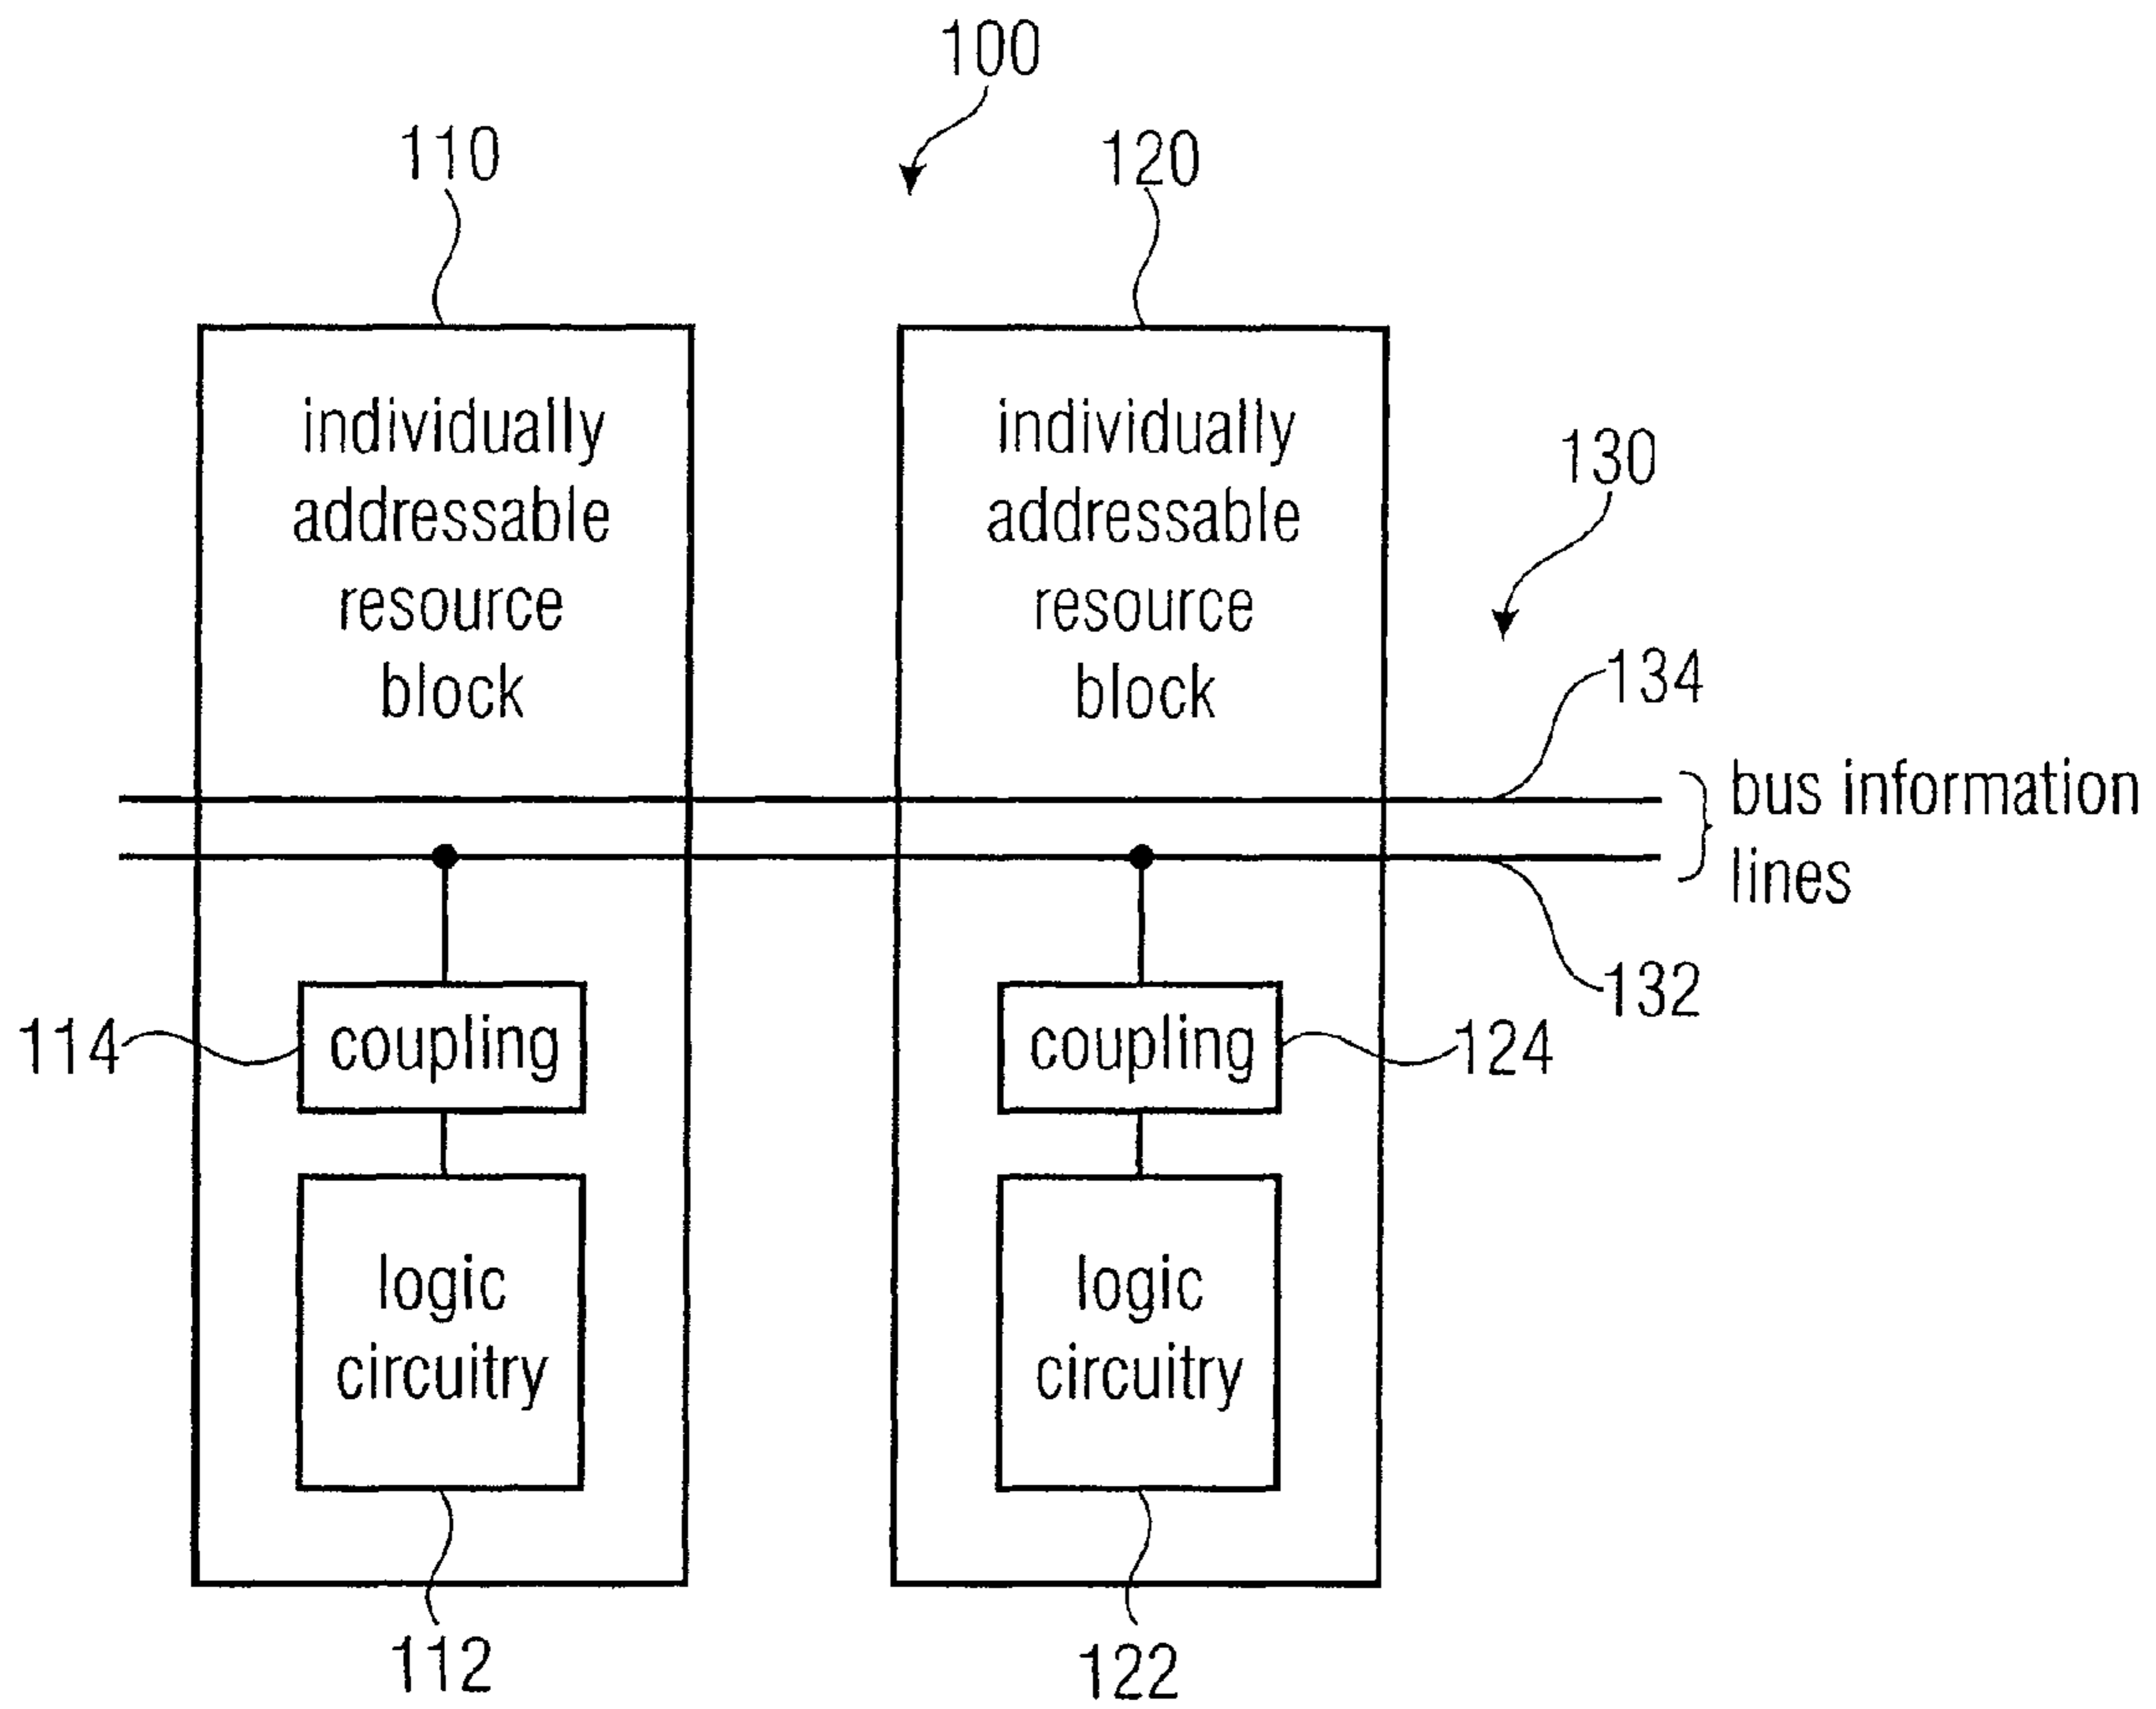 100
110
120
individually
addressable
resource
block
individually
addressable
resource
block
130
134
bus information
lines
132
114
coupling
coupling
124
logic
circuitry
logic
circuitry
112
122